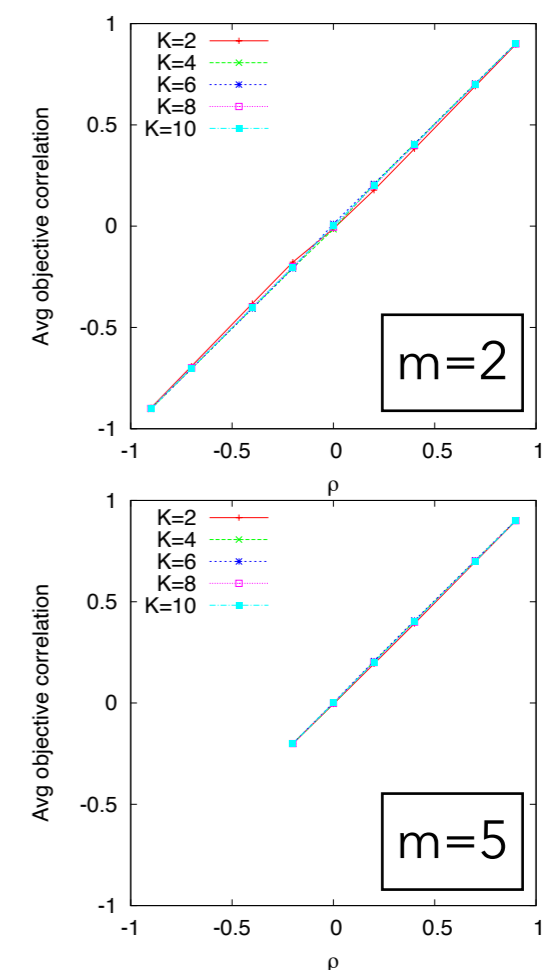 1
K=2
K=4
K=6
K=8
K=10
0.5
0
-0.5
-1
Avg objective correlation
m=2
-1 -0.5 0 0.5 1
ρ
1
K=2
K=4
K=6
K=8
K=10
0.5
0
-0.5
-1
Avg objective correlation
m=5
-1 -0.5 0 0.5 1
ρ